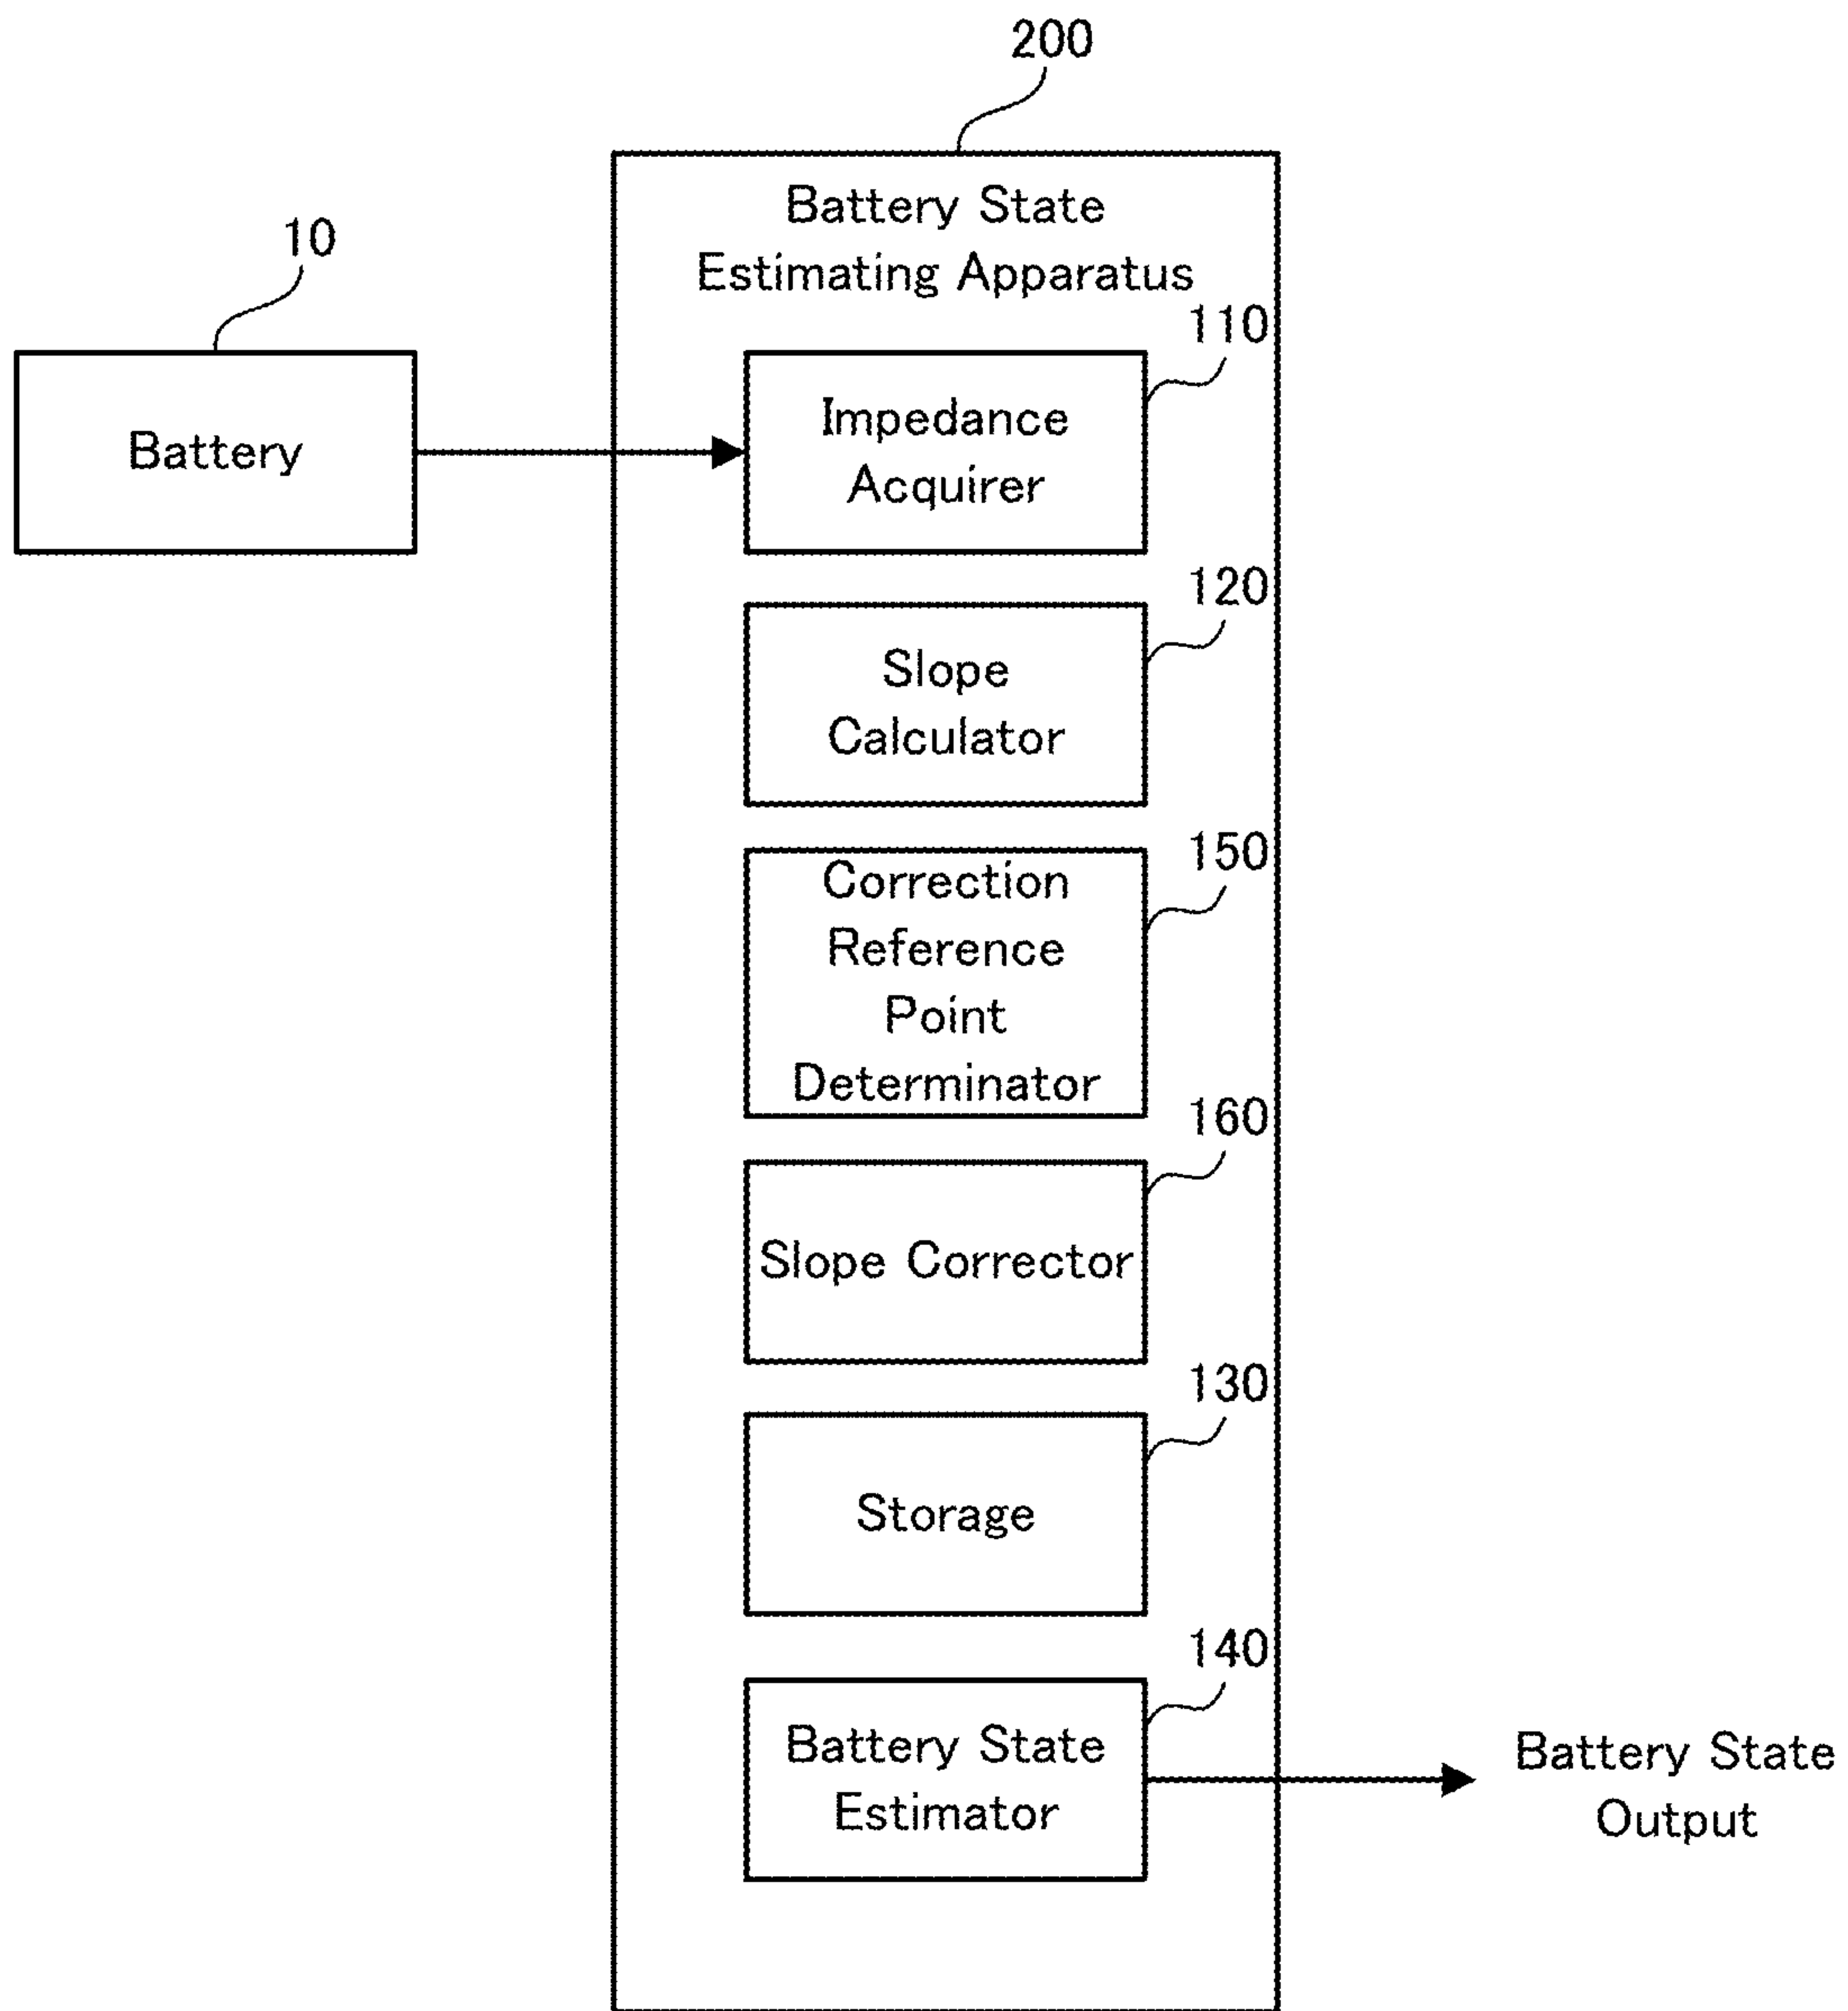 200
Battery State
Estimating Apparatus
10
Battery
110
Impedance
Acquirer
120
Slope
Calculator
150
Correction
Reference
Point
Determinator
160
Slope Corrector
130
Storage
140
Battery State
Estimator
Battery State
Output